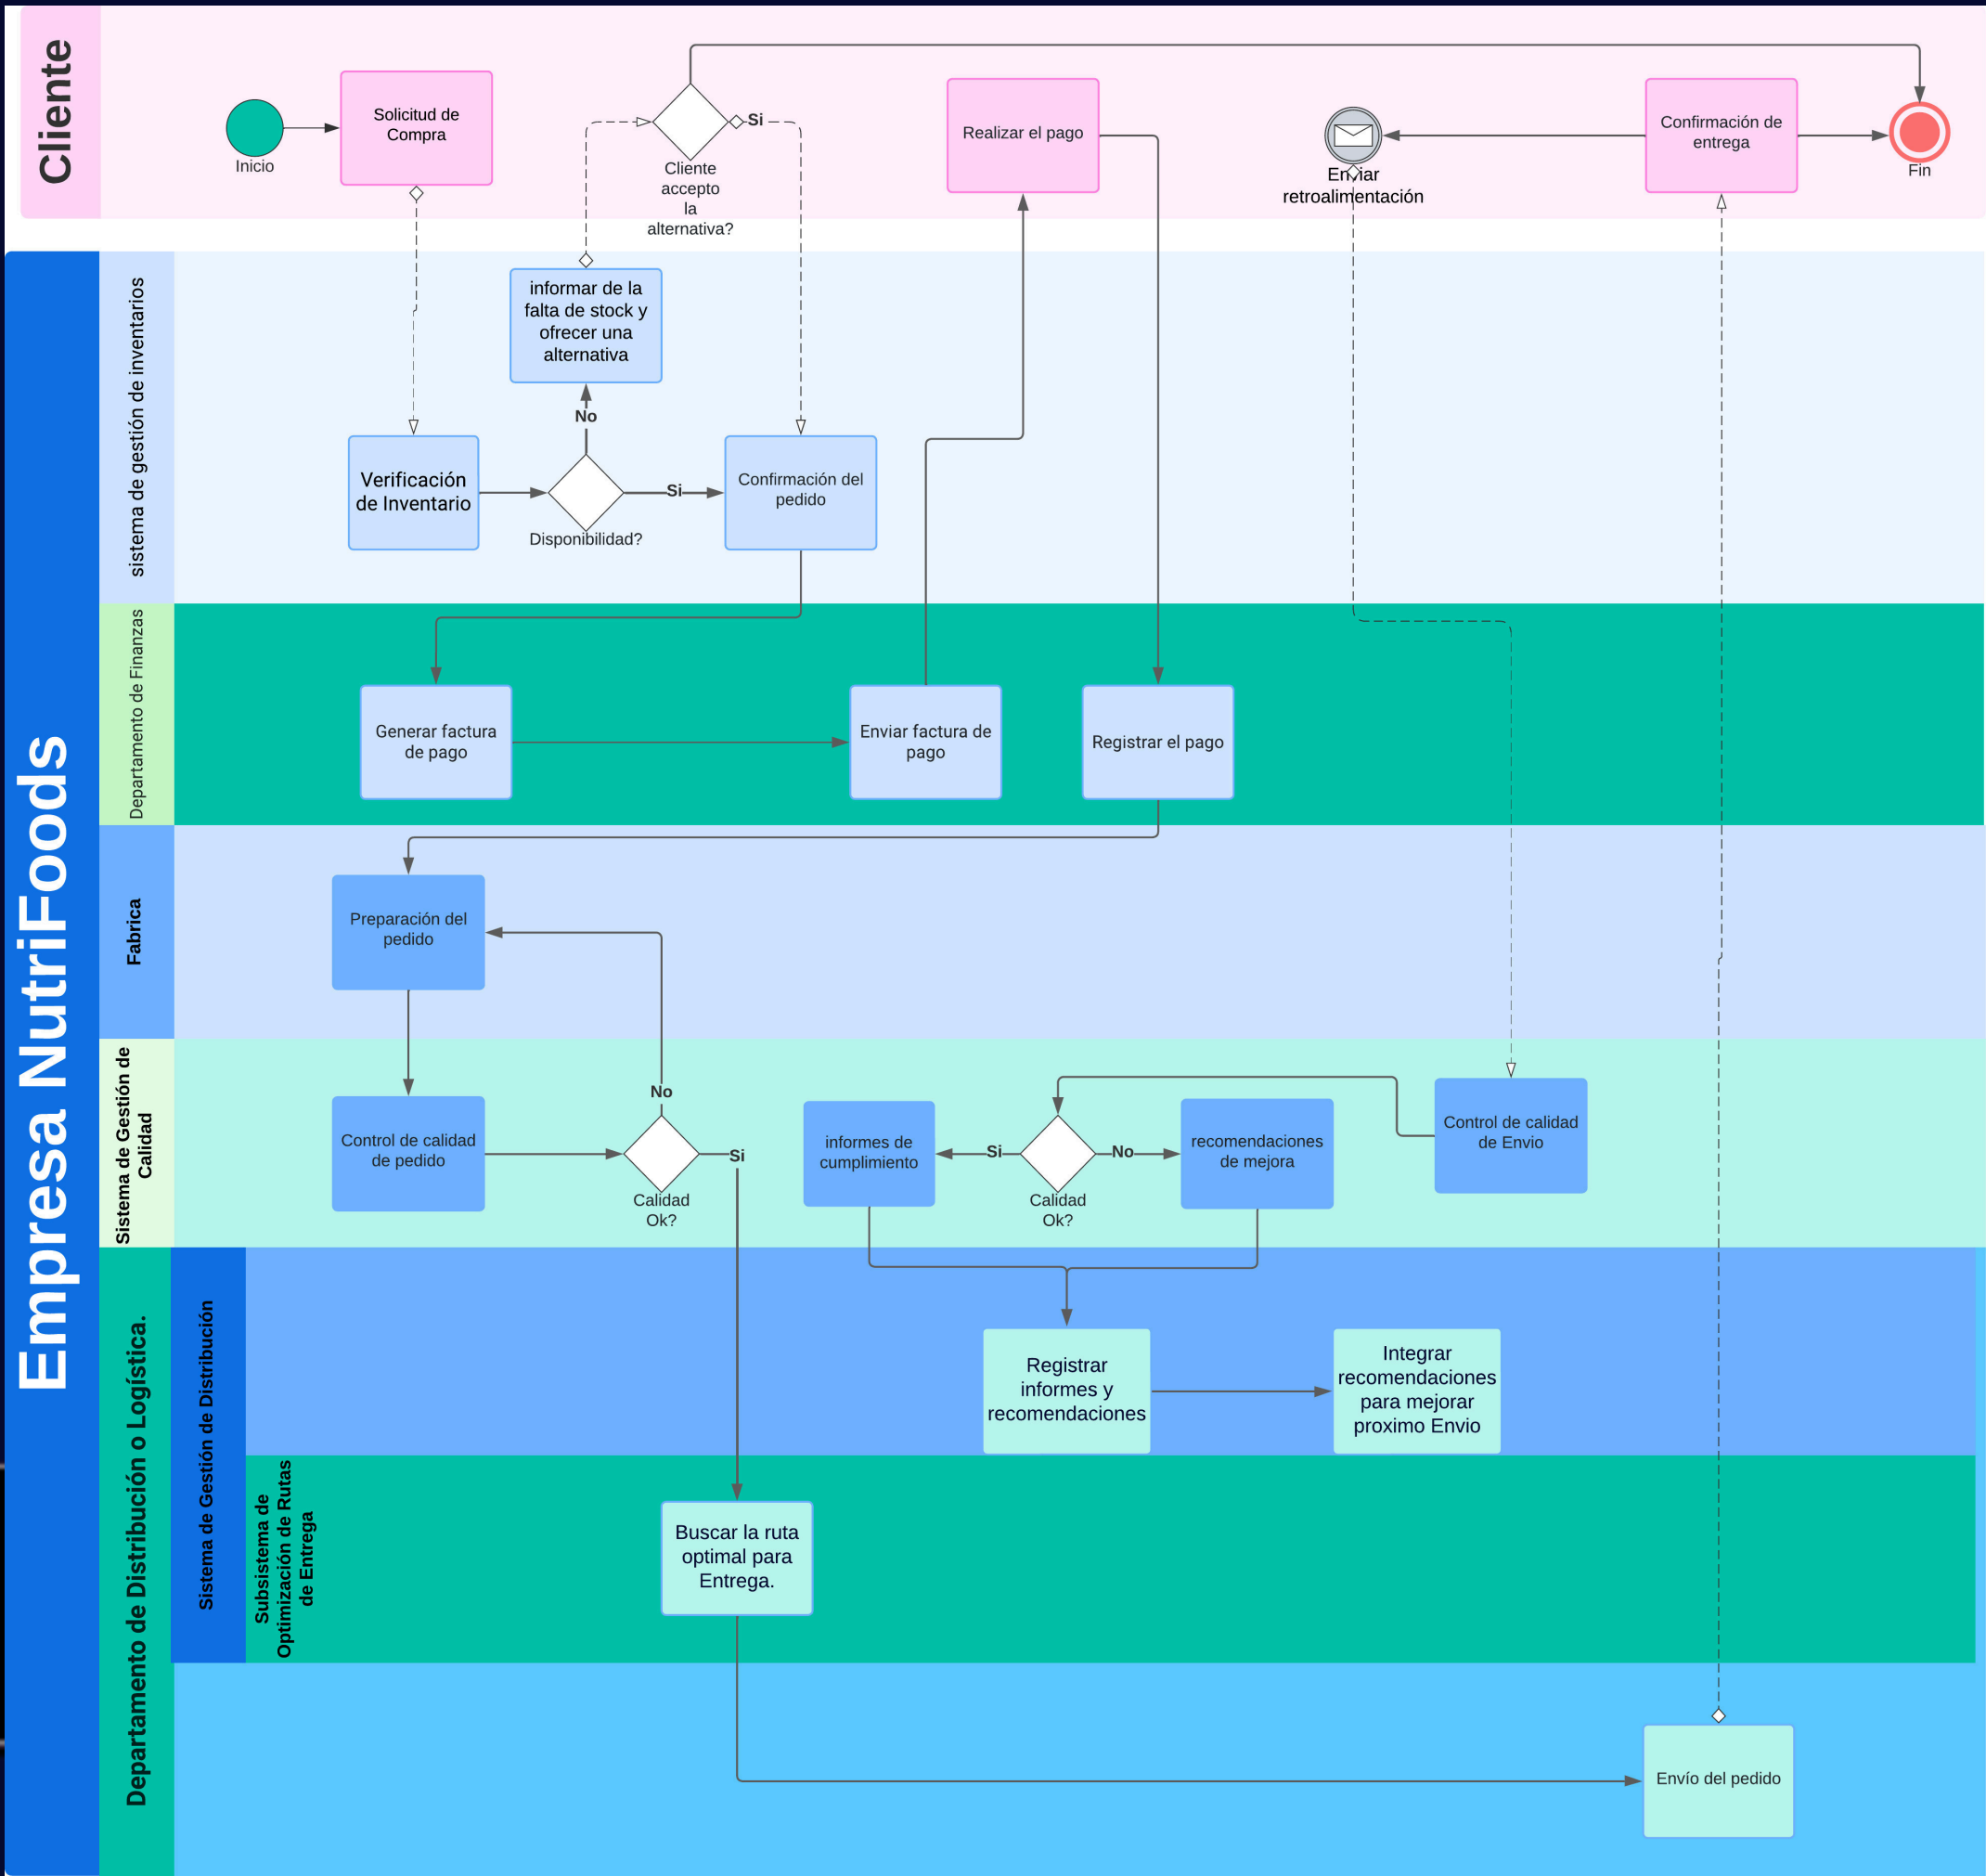 Cliente
Inicio
Solicitud de
Compra
Cliente
accepto
la
alternativa?
Si
Realizar el pago
Enviar
retroalimentación
Confirmación de
entrega
Fin
Empresa NutriFoods
sistema de gestión de inventarios
informar de la
falta de stock y
ofrecer una
alternativa
No
Verificación
de Inventario
Disponibilidad?
Si
Confirmación del
pedido
Departamento de Finanzas
Generar factura
de pago
Enviar factura de
pago
Registrar el pago
Fabrica
Preparación del
pedido
Sistema de Gestión de
Calidad
Control de calidad
de pedido
No
Si
Calidad
Ok?
informes de
cumplimiento
Si
Calidad
Ok?
No
recomendaciones
de mejora
Control de calidad
de Envio
Departamento de Distribución o Logística.
Sistema de Gestión de Distribución
Registrar
informes y
recomendaciones
Integrar
recomendaciones
para mejorar
proximo Envio
Subsistema de
Optimización de Rutas
de Entrega
Buscar la ruta
optimal para
Entrega.
Envío del pedido